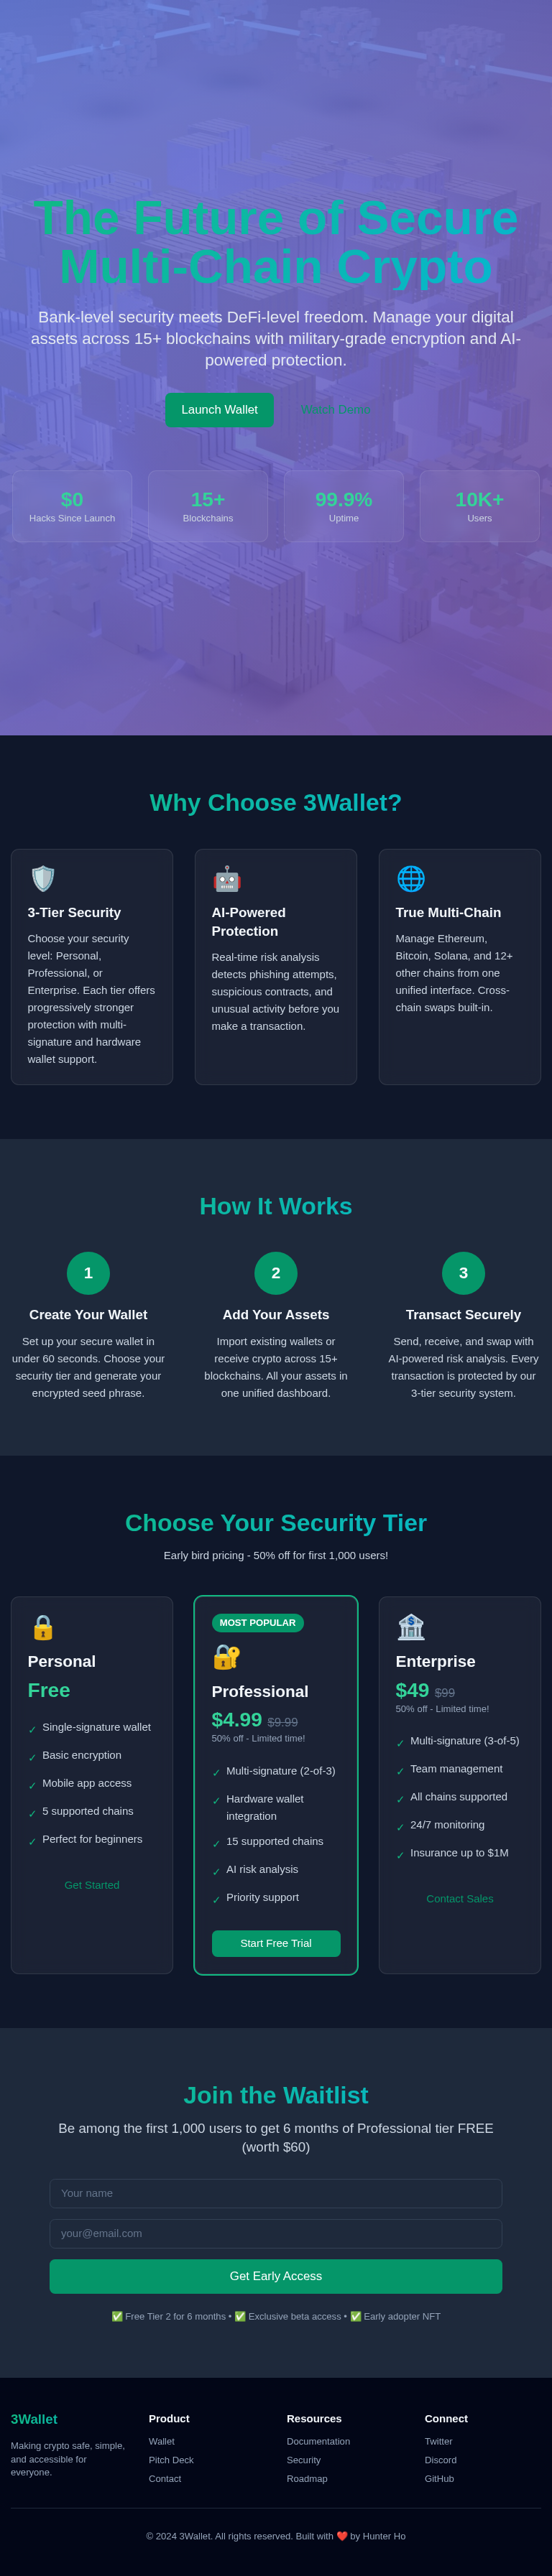 The Future of Secure
Multi-Chain Crypto
Bank-level security meets DeFi-level freedom. Manage your digital
assets across 15+ blockchains with military-grade encryption and AI-
powered protection.
Launch Wallet
Watch Demo
$0
Hacks Since Launch
15+
Blockchains
99.9%
Uptime
10K+
Users
Why Choose 3Wallet?
3-Tier Security
Choose your security
level: Personal,
Professional, or
Enterprise. Each tier offers
progressively stronger
protection with multi-
signature and hardware
wallet support.
AI-Powered
Protection
Real-time risk analysis
detects phishing attempts,
suspicious contracts, and
unusual activity before you
make a transaction.
True Multi-Chain
Manage Ethereum,
Bitcoin, Solana, and 12+
other chains from one
unified interface. Cross-
chain swaps built-in.
How It Works
1
Create Your Wallet
Set up your secure wallet in
under 60 seconds. Choose your
security tier and generate your
encrypted seed phrase.
2
Add Your Assets
Import existing wallets or
receive crypto across 15+
blockchains. All your assets in
one unified dashboard.
3
Transact Securely
Send, receive, and swap with
AI-powered risk analysis. Every
transaction is protected by our
3-tier security system.
Choose Your Security Tier
Early bird pricing - 50% off for first 1,000 users!
Personal
Free
✓ Single-signature wallet
✓ Basic encryption
✓ Mobile app access
✓ 5 supported chains
✓ Perfect for beginners
Get Started
MOST POPULAR
Professional
$4.99 $9.99
50% off - Limited time!
✓ Multi-signature (2-of-3)
✓ Hardware wallet
integration
✓ 15 supported chains
✓ AI risk analysis
✓ Priority support
Start Free Trial
Enterprise
$49 $99
50% off - Limited time!
✓ Multi-signature (3-of-5)
✓ Team management
✓ All chains supported
✓ 24/7 monitoring
✓ Insurance up to $1M
Contact Sales
Join the Waitlist
Be among the first 1,000 users to get 6 months of Professional tier FREE
(worth $60)
Your name
your@email.com
Get Early Access
✅ Free Tier 2 for 6 months • ✅ Exclusive beta access • ✅ Early adopter NFT
3Wallet
Making crypto safe, simple,
and accessible for
everyone.
Product
Wallet
Pitch Deck
Contact
Resources
Documentation
Security
Roadmap
Connect
Twitter
Discord
GitHub
© 2024 3Wallet. All rights reserved. Built with ❤️ by Hunter Ho